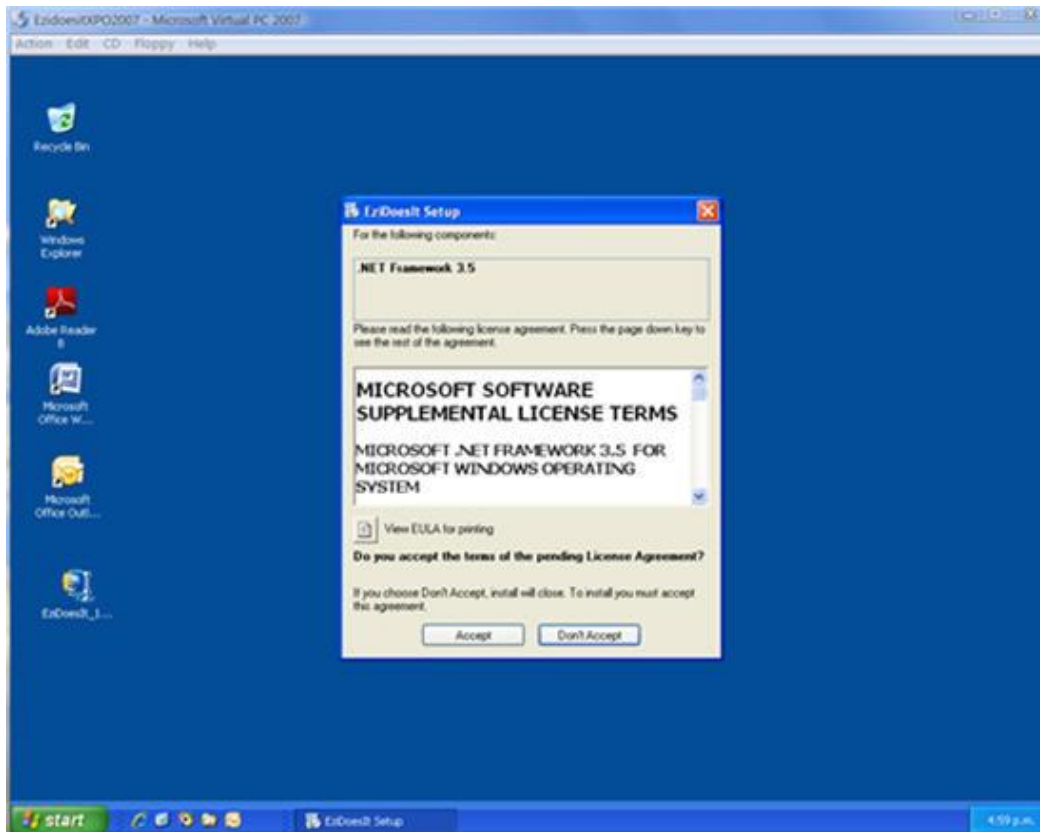 EzidoesitXPO2007 - Microsoft Virtual PC 2007
Action Edit CD Floppy Help
Recycle Bin
Windows
Explorer
Adobe Reader
8
Microsoft
Office W...
Microsoft
Office Outl...
EziDoesIt_1...
EziDoesIt Setup
For the following components:
.NET Framework 3.5
Please read the following license agreement. Press the page down key to
see the rest of the agreement.
MICROSOFT SOFTWARE
SUPPLEMENTAL LICENSE TERMS
MICROSOFT .NET FRAMEWORK 3.5 FOR
MICROSOFT WINDOWS OPERATING
SYSTEM
View EULA for printing
Do you accept the terms of the pending License Agreement?
If you choose Don't Accept, install will close. To install you must accept
this agreement.
Accept
Don't Accept
start
EziDoesIt Setup
4:59 p.m.